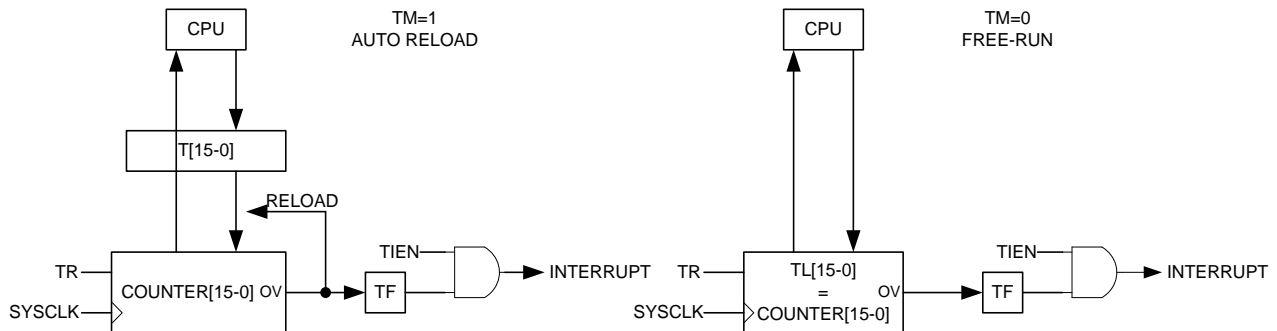 CPU
TM=1
AUTO RELOAD
T[15-0]
RELOAD
TR
SYSCLK
COUNTER[15-0]
OV
TF
TIEN
INTERRUPT
CPU
TM=0
FREE-RUN
TR
SYSCLK
TL[15-0]
=
COUNTER[15-0]
OV
TF
TIEN
INTERRUPT